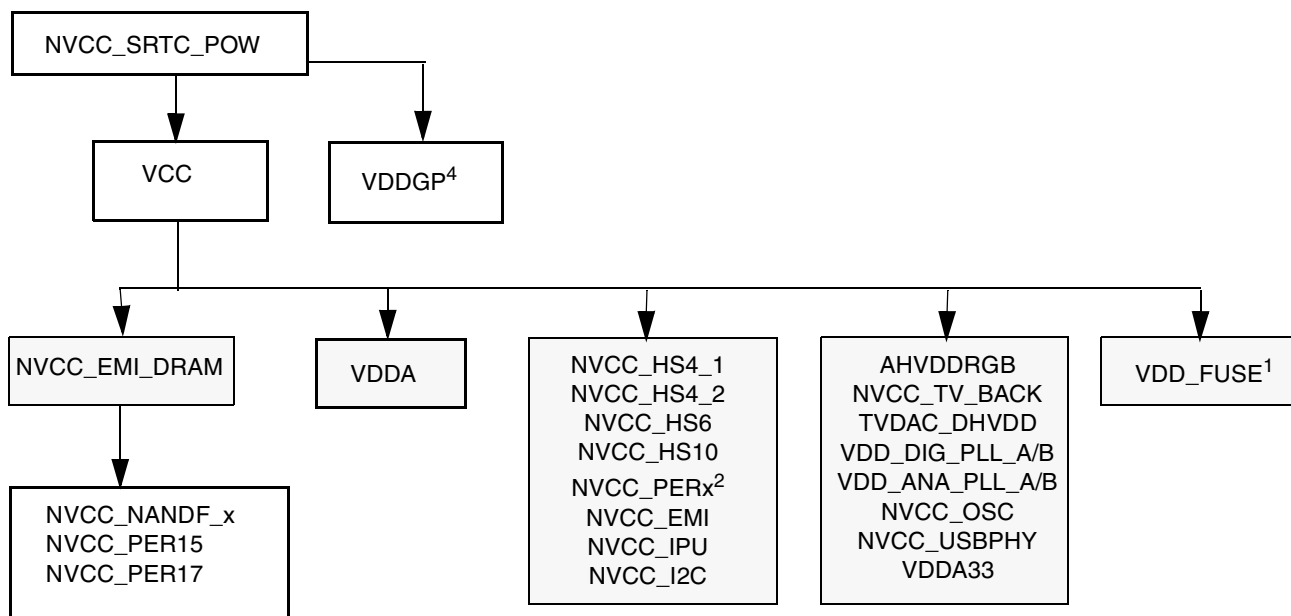 NVCC_SRTC_POW
VCC
VDDGP4
NVCC_EMI_DRAM
VDDA
NVCC_HS4_1
NVCC_HS4_2
NVCC_HS6
NVCC_HS10
NVCC_PERx2
NVCC_EMI
NVCC_IPU
NVCC_I2C
AHVDDRGB
NVCC_TV_BACK
TVDAC_DHVDD
VDD_DIG_PLL_A/B
VDD_ANA_PLL_A/B
NVCC_OSC
NVCC_USBPHY
VDDA33
VDD_FUSE1
NVCC_NANDF_x
NVCC_PER15
NVCC_PER17